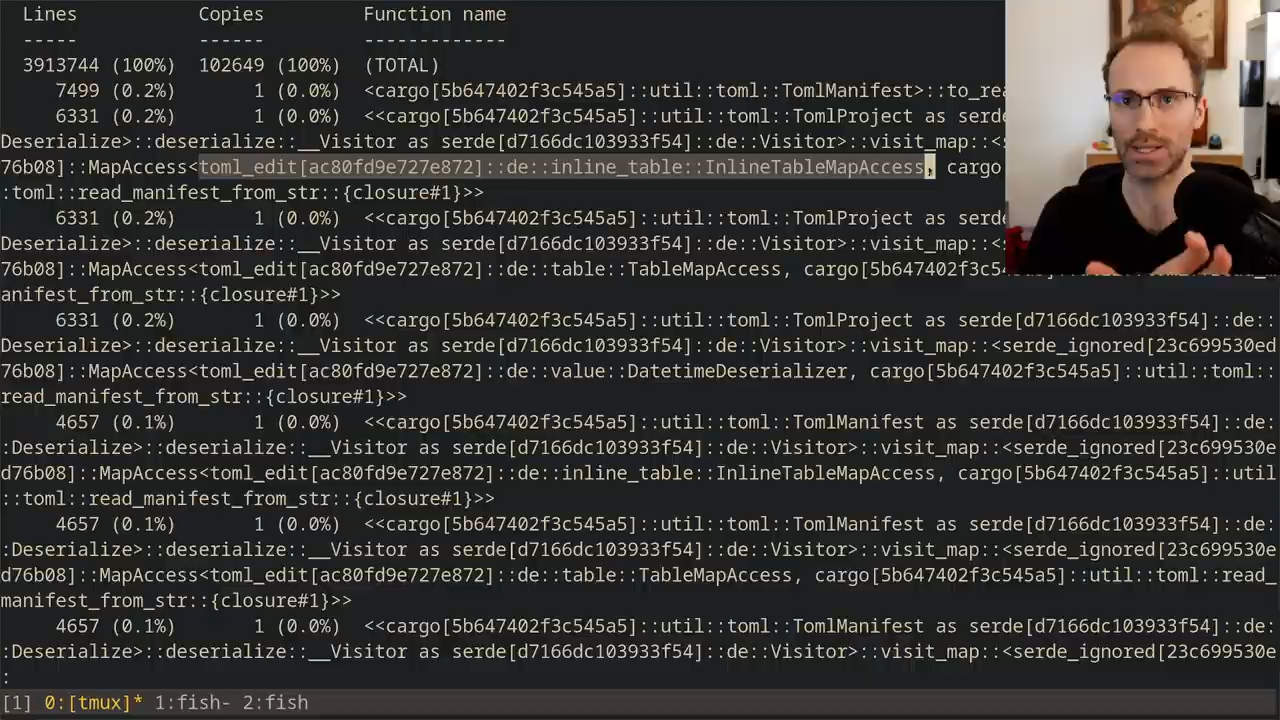 Lines Copies Function name
----- ------ -------------
3913744 (100%) 102649 (100%) (TOTAL)
7499 (0.2%) 1 (0.0%) <cargo[5b647402f3c545a5]::util::toml::TomlManifest>::to_rea
6331 (0.2%) 1 (0.0%) <<cargo[5b647402f3c545a5]::util::toml::TomlProject as serde
Deserialize>::deserialize::__Visitor as serde[d7166dc103933f54]::de::Visitor>::visit_map::<s
76b08]::MapAccess<toml_edit[ac80fd9e727e872]::de::inline_table::InlineTableMapAccess, cargo
:toml::read_manifest_from_str::{closure#1}>>
6331 (0.2%) 1 (0.0%) <<cargo[5b647402f3c545a5]::util::toml::TomlProject as serde
Deserialize>::deserialize::__Visitor as serde[d7166dc103933f54]::de::Visitor>::visit_map::<s
76b08]::MapAccess<toml_edit[ac80fd9e727e872]::de::table::TableMapAccess, cargo[5b647402f3c54
anifest_from_str::{closure#1}>>
6331 (0.2%) 1 (0.0%) <<cargo[5b647402f3c545a5]::util::toml::TomlProject as serde[d7166dc103933f54]::de::
Deserialize>::deserialize::__Visitor as serde[d7166dc103933f54]::de::Visitor>::visit_map::<serde_ignored[23c699530ed
76b08]::MapAccess<toml_edit[ac80fd9e727e872]::de::value::DatetimeDeserializer, cargo[5b647402f3c545a5]::util::toml::
read_manifest_from_str::{closure#1}>>
4657 (0.1%) 1 (0.0%) <<cargo[5b647402f3c545a5]::util::toml::TomlManifest as serde[d7166dc103933f54]::de:
:Deserialize>::deserialize::__Visitor as serde[d7166dc103933f54]::de::Visitor>::visit_map::<serde_ignored[23c699530e
d76b08]::MapAccess<toml_edit[ac80fd9e727e872]::de::inline_table::InlineTableMapAccess, cargo[5b647402f3c545a5]::util
::toml::read_manifest_from_str::{closure#1}>>
4657 (0.1%) 1 (0.0%) <<cargo[5b647402f3c545a5]::util::toml::TomlManifest as serde[d7166dc103933f54]::de:
:Deserialize>::deserialize::__Visitor as serde[d7166dc103933f54]::de::Visitor>::visit_map::<serde_ignored[23c699530e
d76b08]::MapAccess<toml_edit[ac80fd9e727e872]::de::table::TableMapAccess, cargo[5b647402f3c545a5]::util::toml::read_
manifest_from_str::{closure#1}>>
4657 (0.1%) 1 (0.0%) <<cargo[5b647402f3c545a5]::util::toml::TomlManifest as serde[d7166dc103933f54]::de:
:Deserialize>::deserialize::__Visitor as serde[d7166dc103933f54]::de::Visitor>::visit_map::<serde_ignored[23c699530e
:
[1] 0:[tmux]* 1:fish- 2:fish